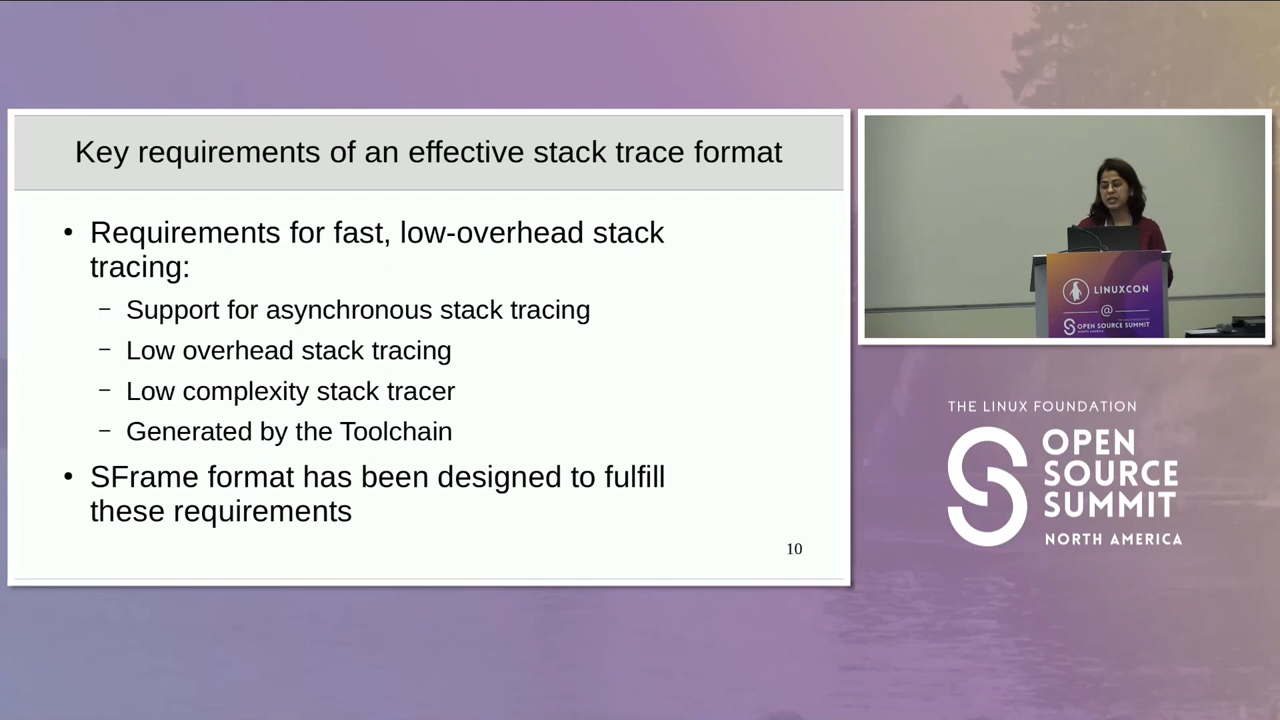 Key requirements of an effective stack trace format
• Requirements for fast, low-overhead stack
tracing:
– Support for asynchronous stack tracing
– Low overhead stack tracing
– Low complexity stack tracer
– Generated by the Toolchain
• SFrame format has been designed to fulfill
these requirements
10
LINUXCON
@
OPEN SOURCE SUMMIT
NORTH AMERICA
THE LINUX FOUNDATION
OPEN
SOURCE
SUMMIT
NORTH AMERICA